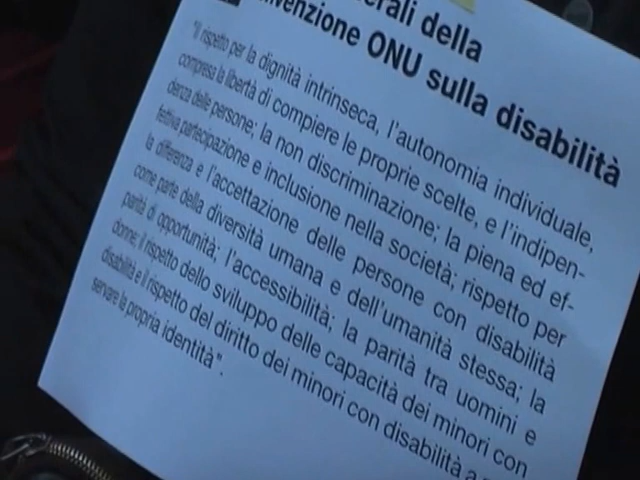 erali della
nvenzione ONU sulla disabilità
"Il rispetto per la dignità intrinseca, l'autonomia individuale,
compresa la libertà di compiere le proprie scelte, e l'indipen-
denza delle persone; la non discriminazione; la piena ed ef-
fettiva partecipazione e inclusione nella società; rispetto per
la differenza e l'accettazione delle persone con disabilità
come parte della diversità umana e dell'umanità stessa; la
parità di opportunità; l'accessibilità; la parità tra uomini e
donne; il rispetto dello sviluppo delle capacità dei minori con
disabilità e il rispetto del diritto dei minori con disabilità a
servare la propria identità".